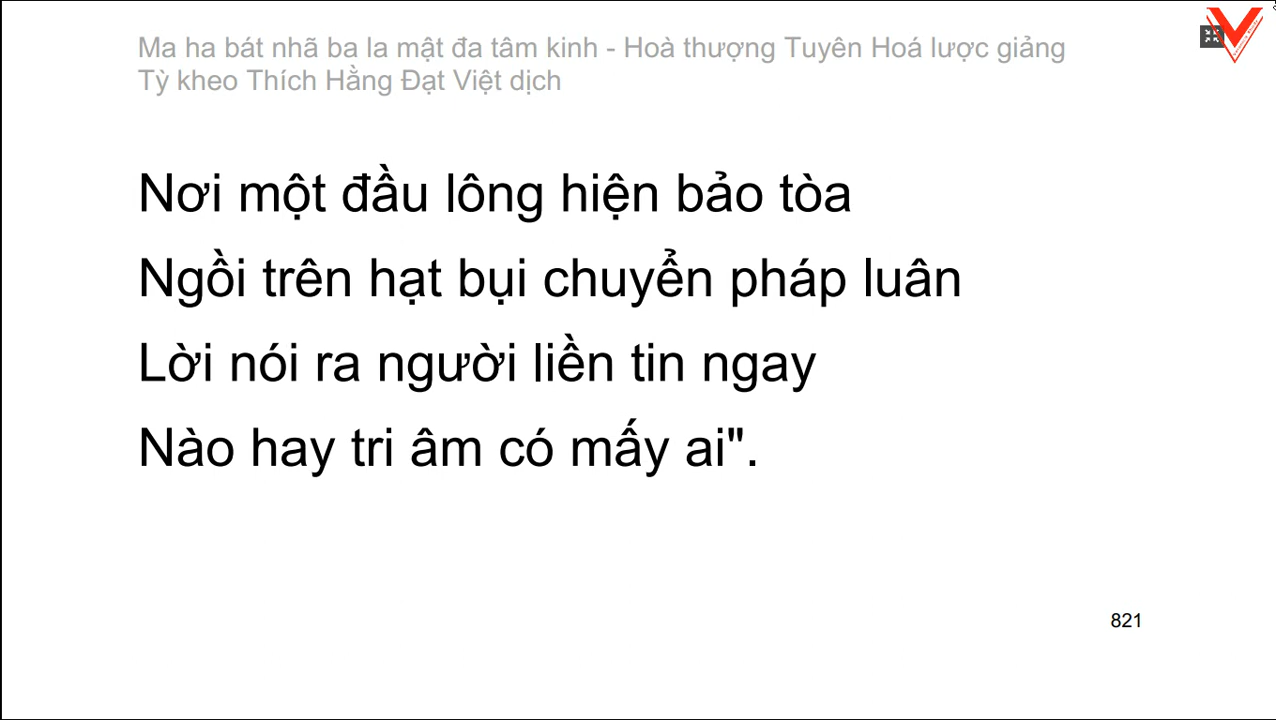 Ma ha bát nhã ba la mật đa tâm kinh - Hoà thượng Tuyên Hoá lược giảng
Tỳ kheo Thích Hằng Đạt Việt dịch
Nơi một đầu lông hiện bảo tòa
Ngồi trên hạt bụi chuyển pháp luân
Lời nói ra người liền tin ngay
Nào hay tri âm có mấy ai".
821